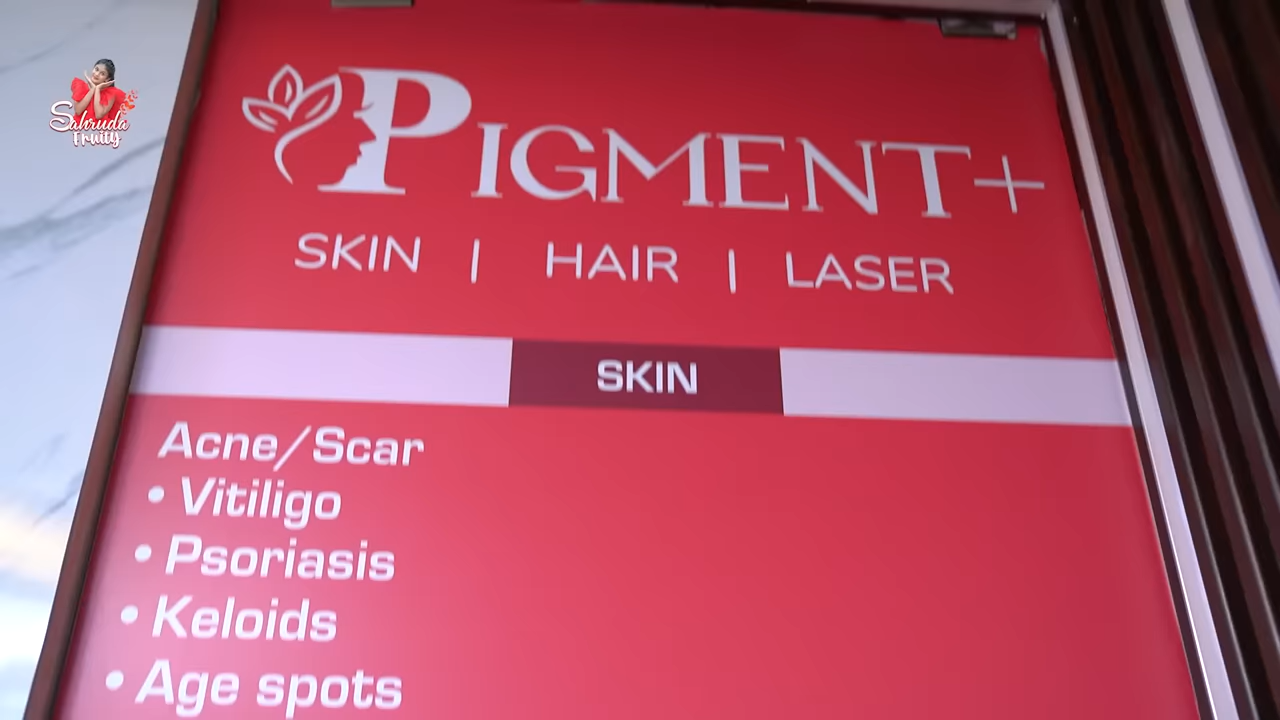 Sahruda
Fruity
PIGMENT+
SKIN | HAIR | LASER
SKIN
Acne/Scar
• Vitiligo
• Psoriasis
• Keloids
• Age spots